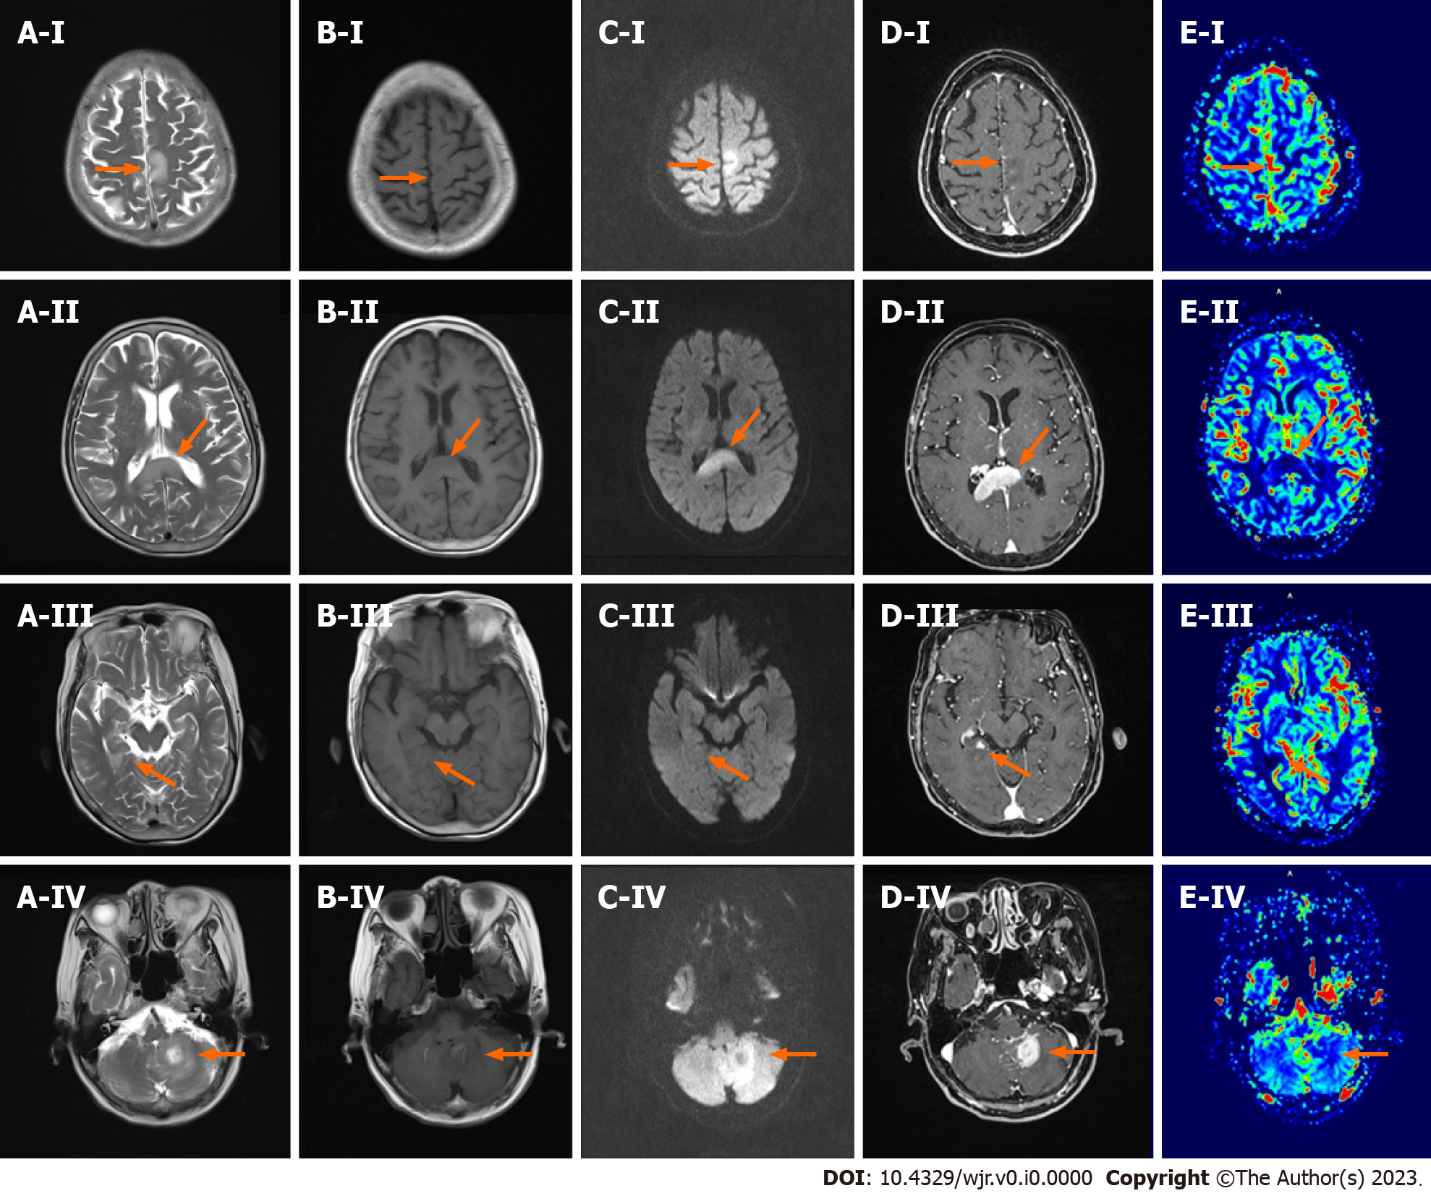 A-I B-I C-I D-I E-I
A-II B-II C-II D-II E-II
A-III B-III C-III D-III E-III
A-IV B-IV C-IV D-IV E-IV
DOI: 10.4329/wjr.v0.i0.0000 Copyright ©The Author(s) 2023.